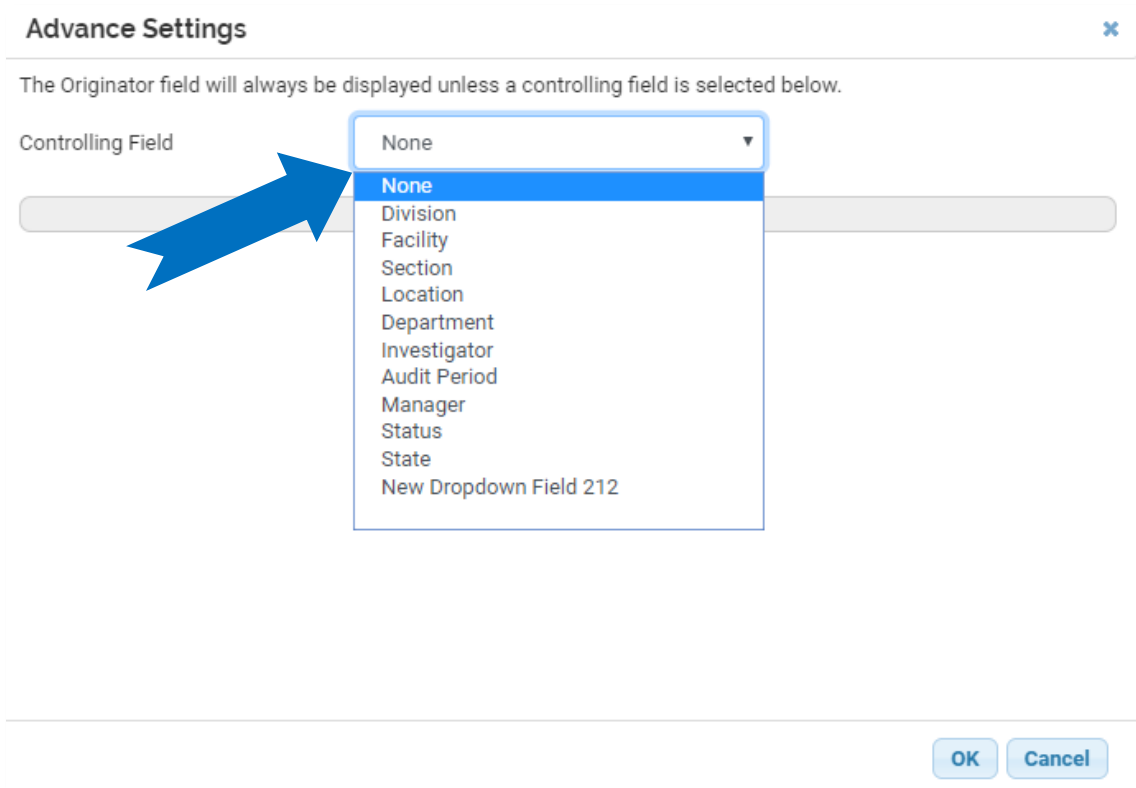 Advance Settings
The Originator field will always be displayed unless a controlling field is selected below.
Controlling Field
None
None
Division
Facility
Section
Location
Department
Investigator
Audit Period
Manager
Status
State
New Dropdown Field 212
OK
Cancel